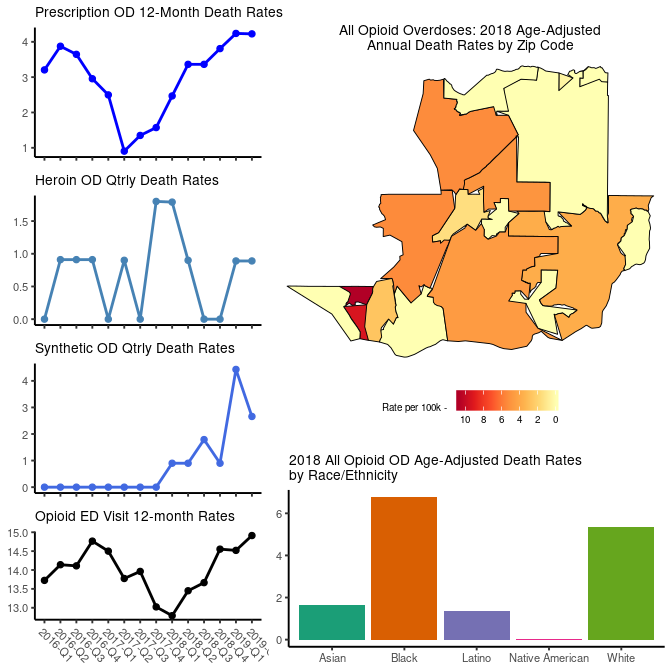 Prescription OD 12-Month Death Rates
4
3
2
1
Heroin OD Qtrly Death Rates
1.5
1.0
0.5
0.0
Synthetic OD Qtrly Death Rates
4
3
2
1
0
Opioid ED Visit 12-month Rates
15.0
14.5
14.0
13.5
13.0
2016-Q1
2016-Q2
2016-Q3
2016-Q4
2017-Q1
2017-Q2
2017-Q3
2017-Q4
2018-Q1
2018-Q2
2018-Q3
2018-Q4
2019-Q1
All Opioid Overdoses: 2018 Age-Adjusted
Annual Death Rates by Zip Code
Rate per 100k -
10 8 6 4 2 0
2018 All Opioid OD Age-Adjusted Death Rates
by Race/Ethnicity
6
4
2
0
Asian Black Latino Native American White